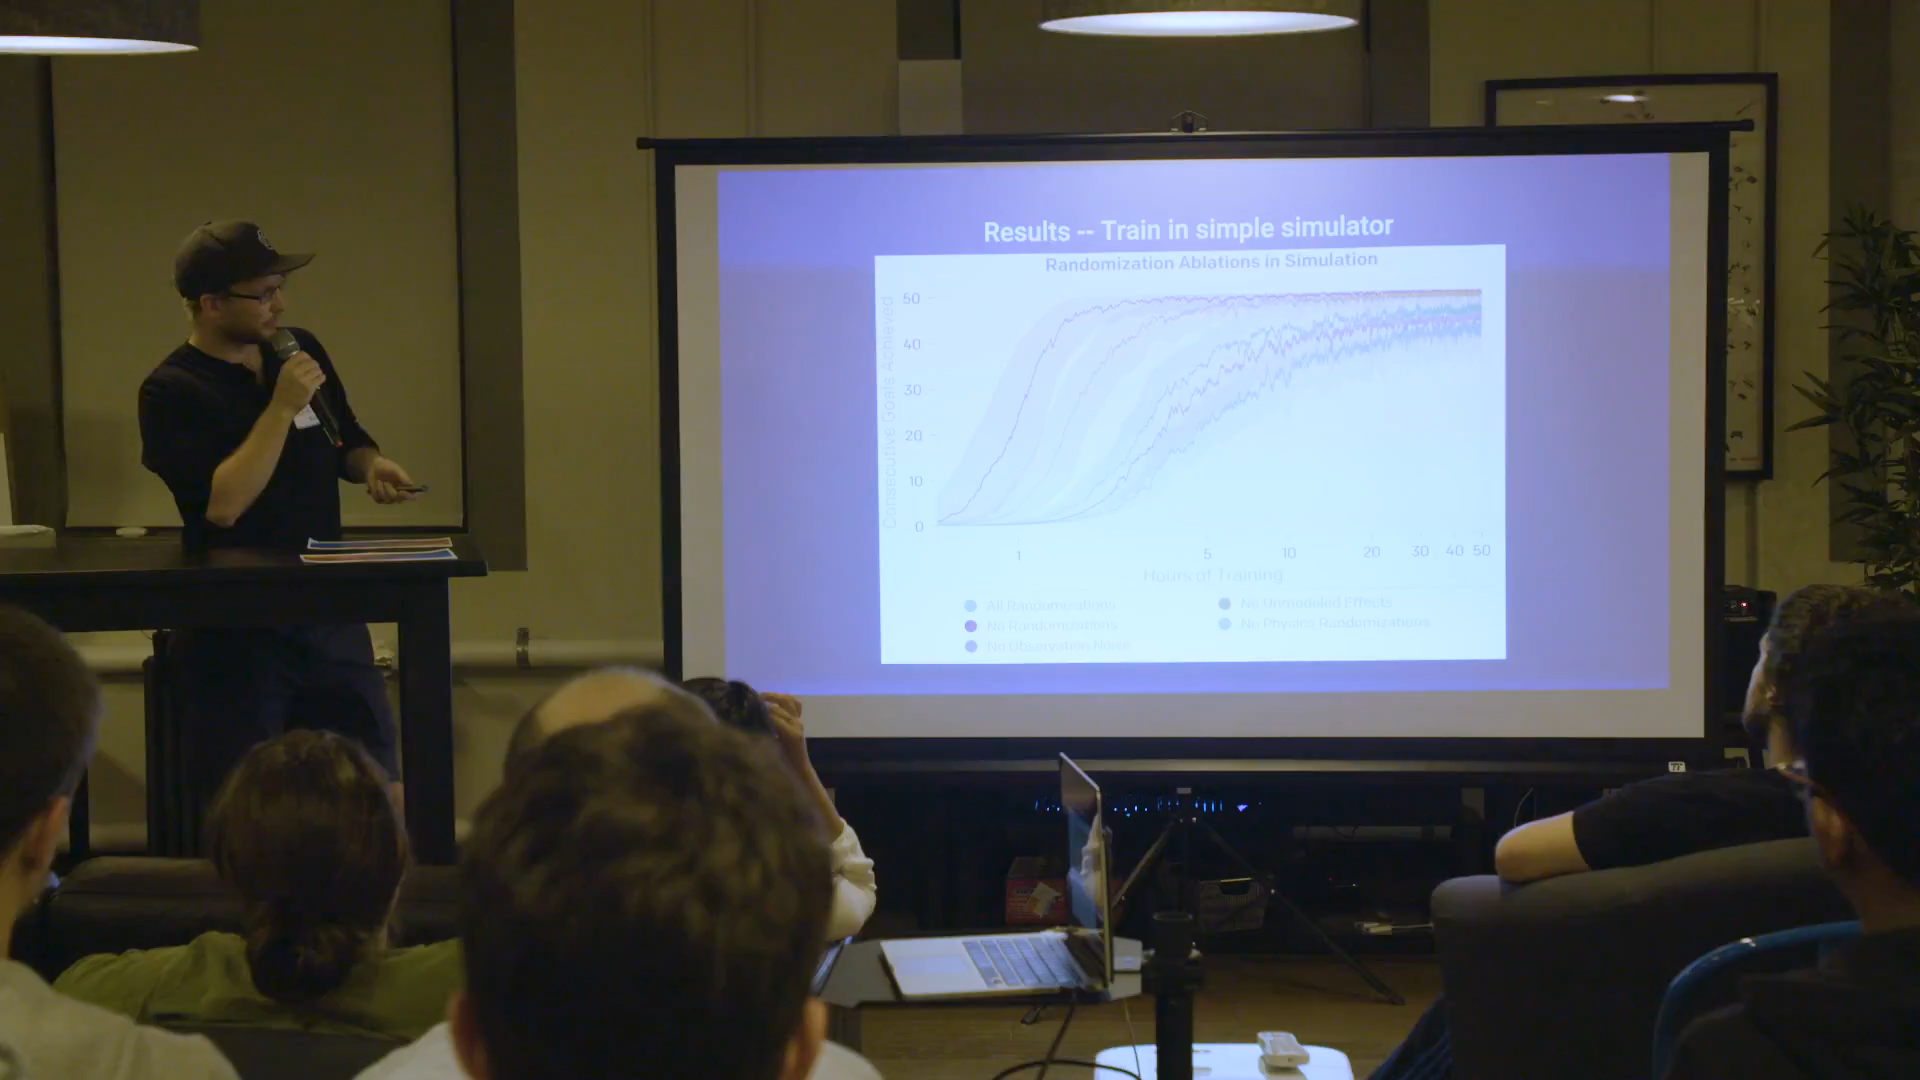 Results -- Train in simple simulator
Randomization Ablations in Simulation
Consecutive Goals Achieved
50
40
30
20
10
0
1 5 10 20 30 40 50
Hours of Training
All Randomizations
No Randomizations
No Observation Noise
No Unmodeled Effects
No Physics Randomizations